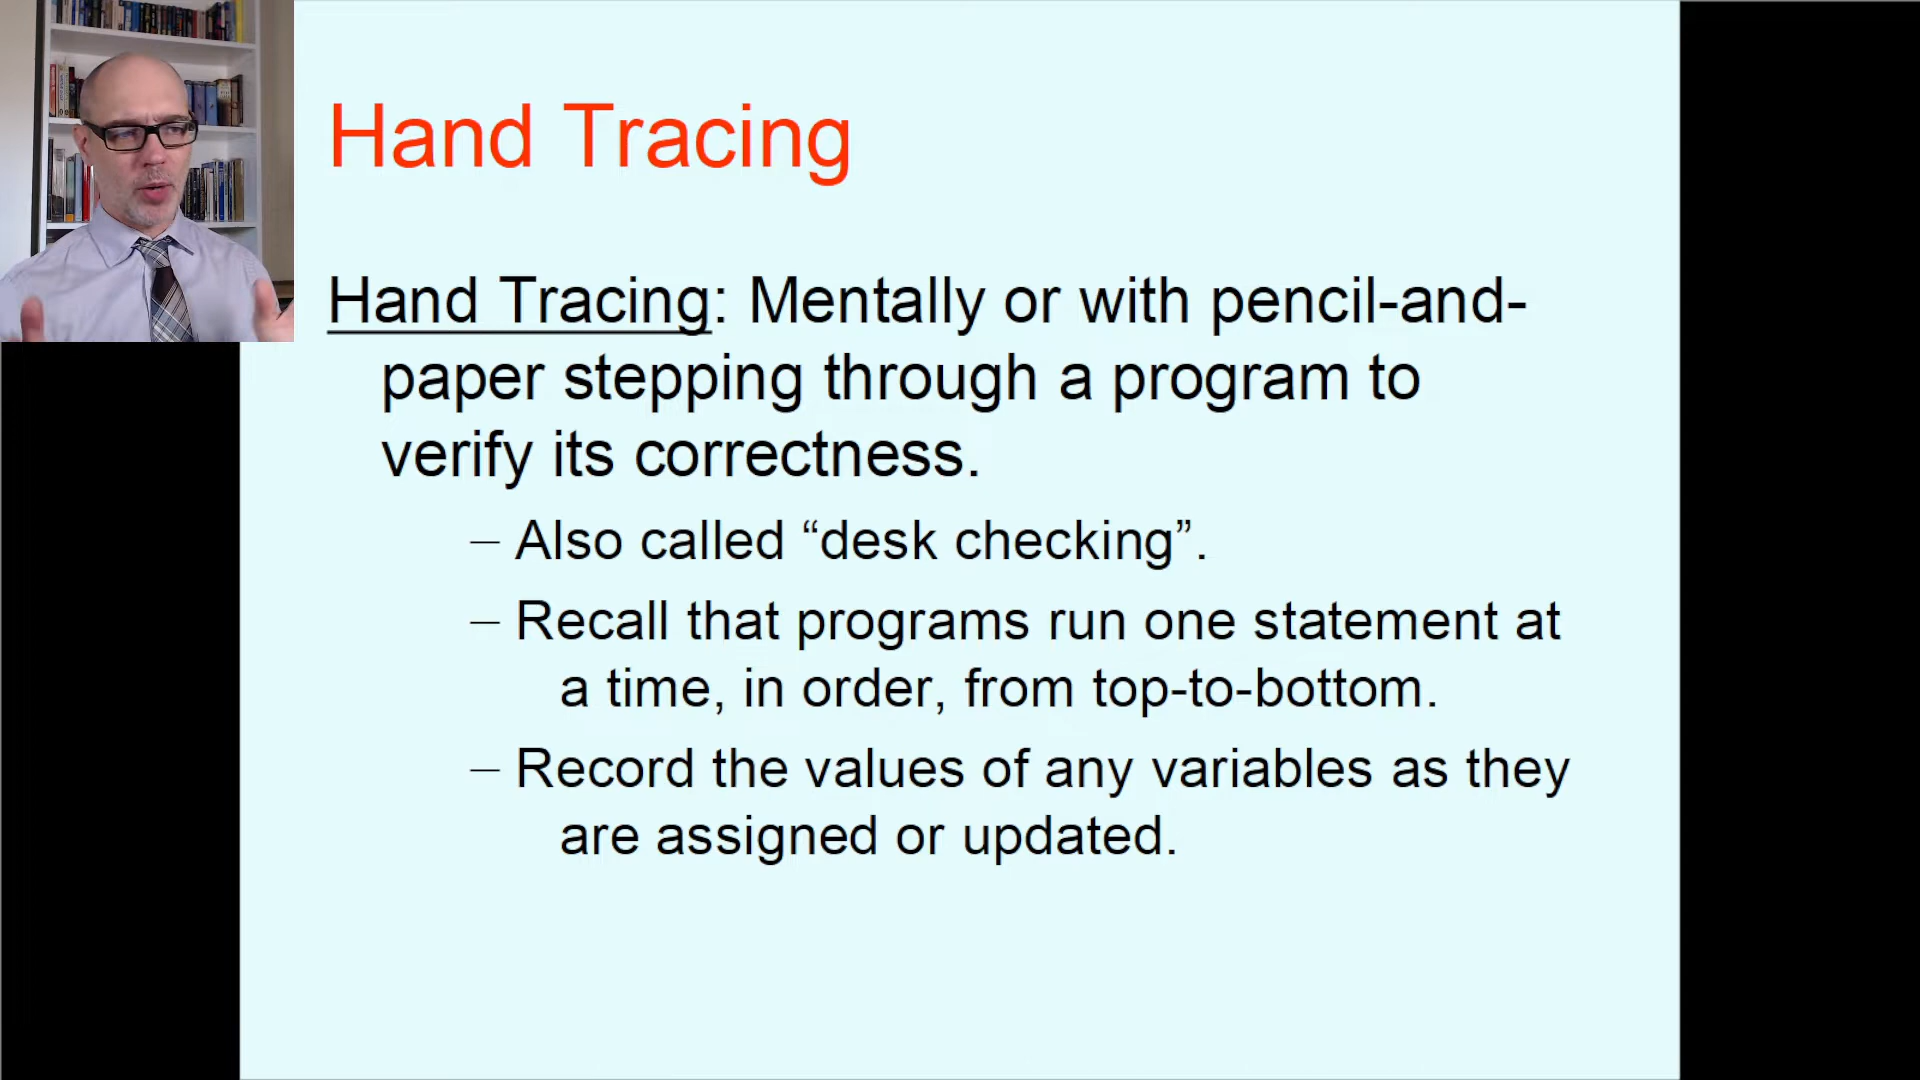 Hand Tracing
Hand Tracing: Mentally or with pencil-and-
paper stepping through a program to
verify its correctness.
– Also called “desk checking”.
– Recall that programs run one statement at
a time, in order, from top-to-bottom.
– Record the values of any variables as they
are assigned or updated.